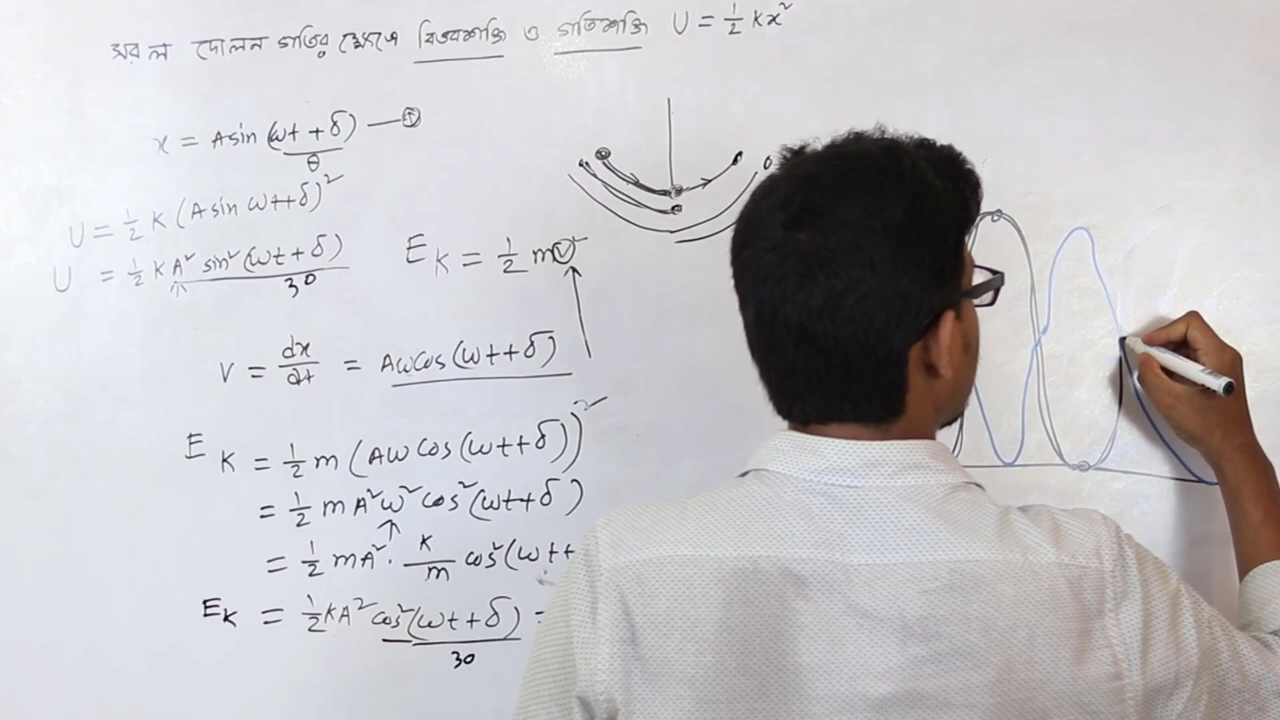 সরল দোলন গতির ক্ষেত্রে বিভবশক্তি ও গতিশক্তি U = ½ Kx²
x = A sin (ωt + δ) — ①
θ
U = ½ K (A sin ωt + δ)²
U = ½ K A² sin² (ωt + δ)
30
E_K = ½ mv²
v = dx/dt = Aω cos (ωt + δ)
E_K = ½ m (Aω cos (ωt + δ))²
= ½ m A² ω² cos² (ωt + δ)
= ½ m A² · K/m cos² (ωt +
E_K = ½ KA² cos² (ωt + δ) =
30